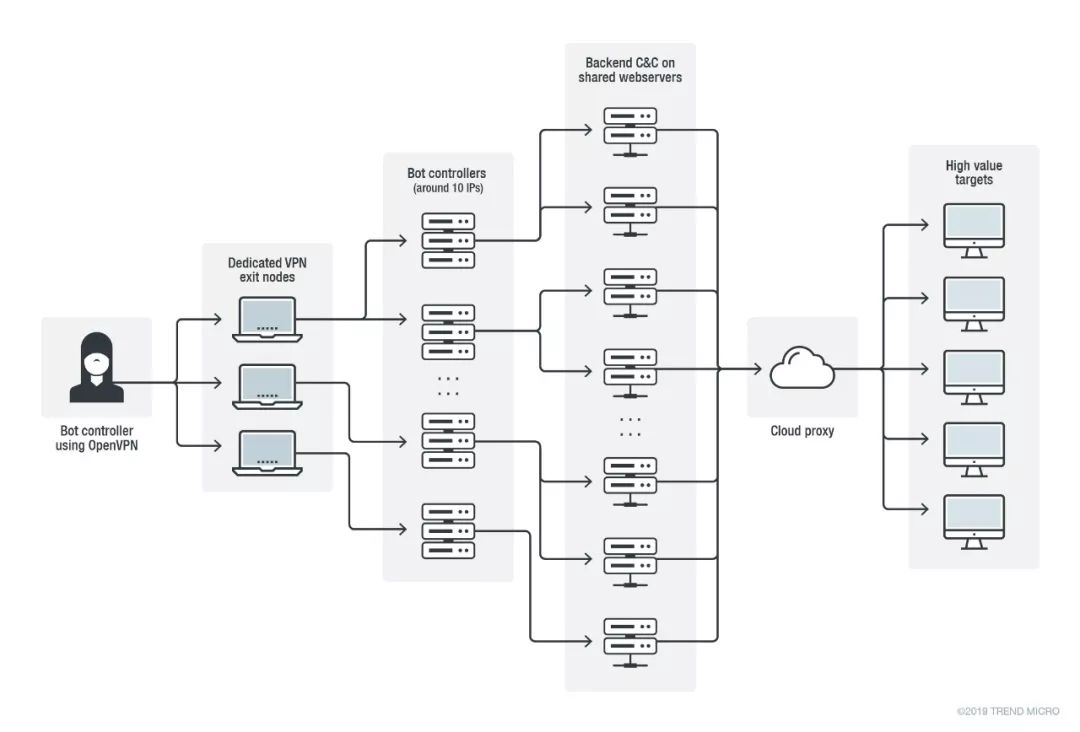 Backend C&C on
shared webservers
Bot controllers
(around 10 IPs)
High value
targets
Dedicated VPN
exit nodes
Bot controller
using OpenVPN
Cloud proxy
©2019 TREND MICRO